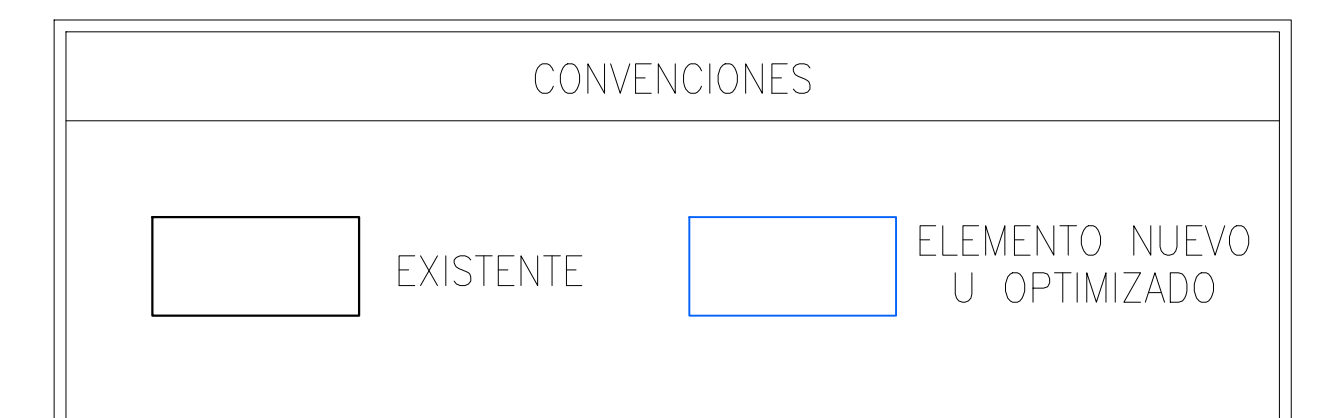 CONVENCIONES
EXISTENTE
ELEMENTO NUEVO
U OPTIMIZADO